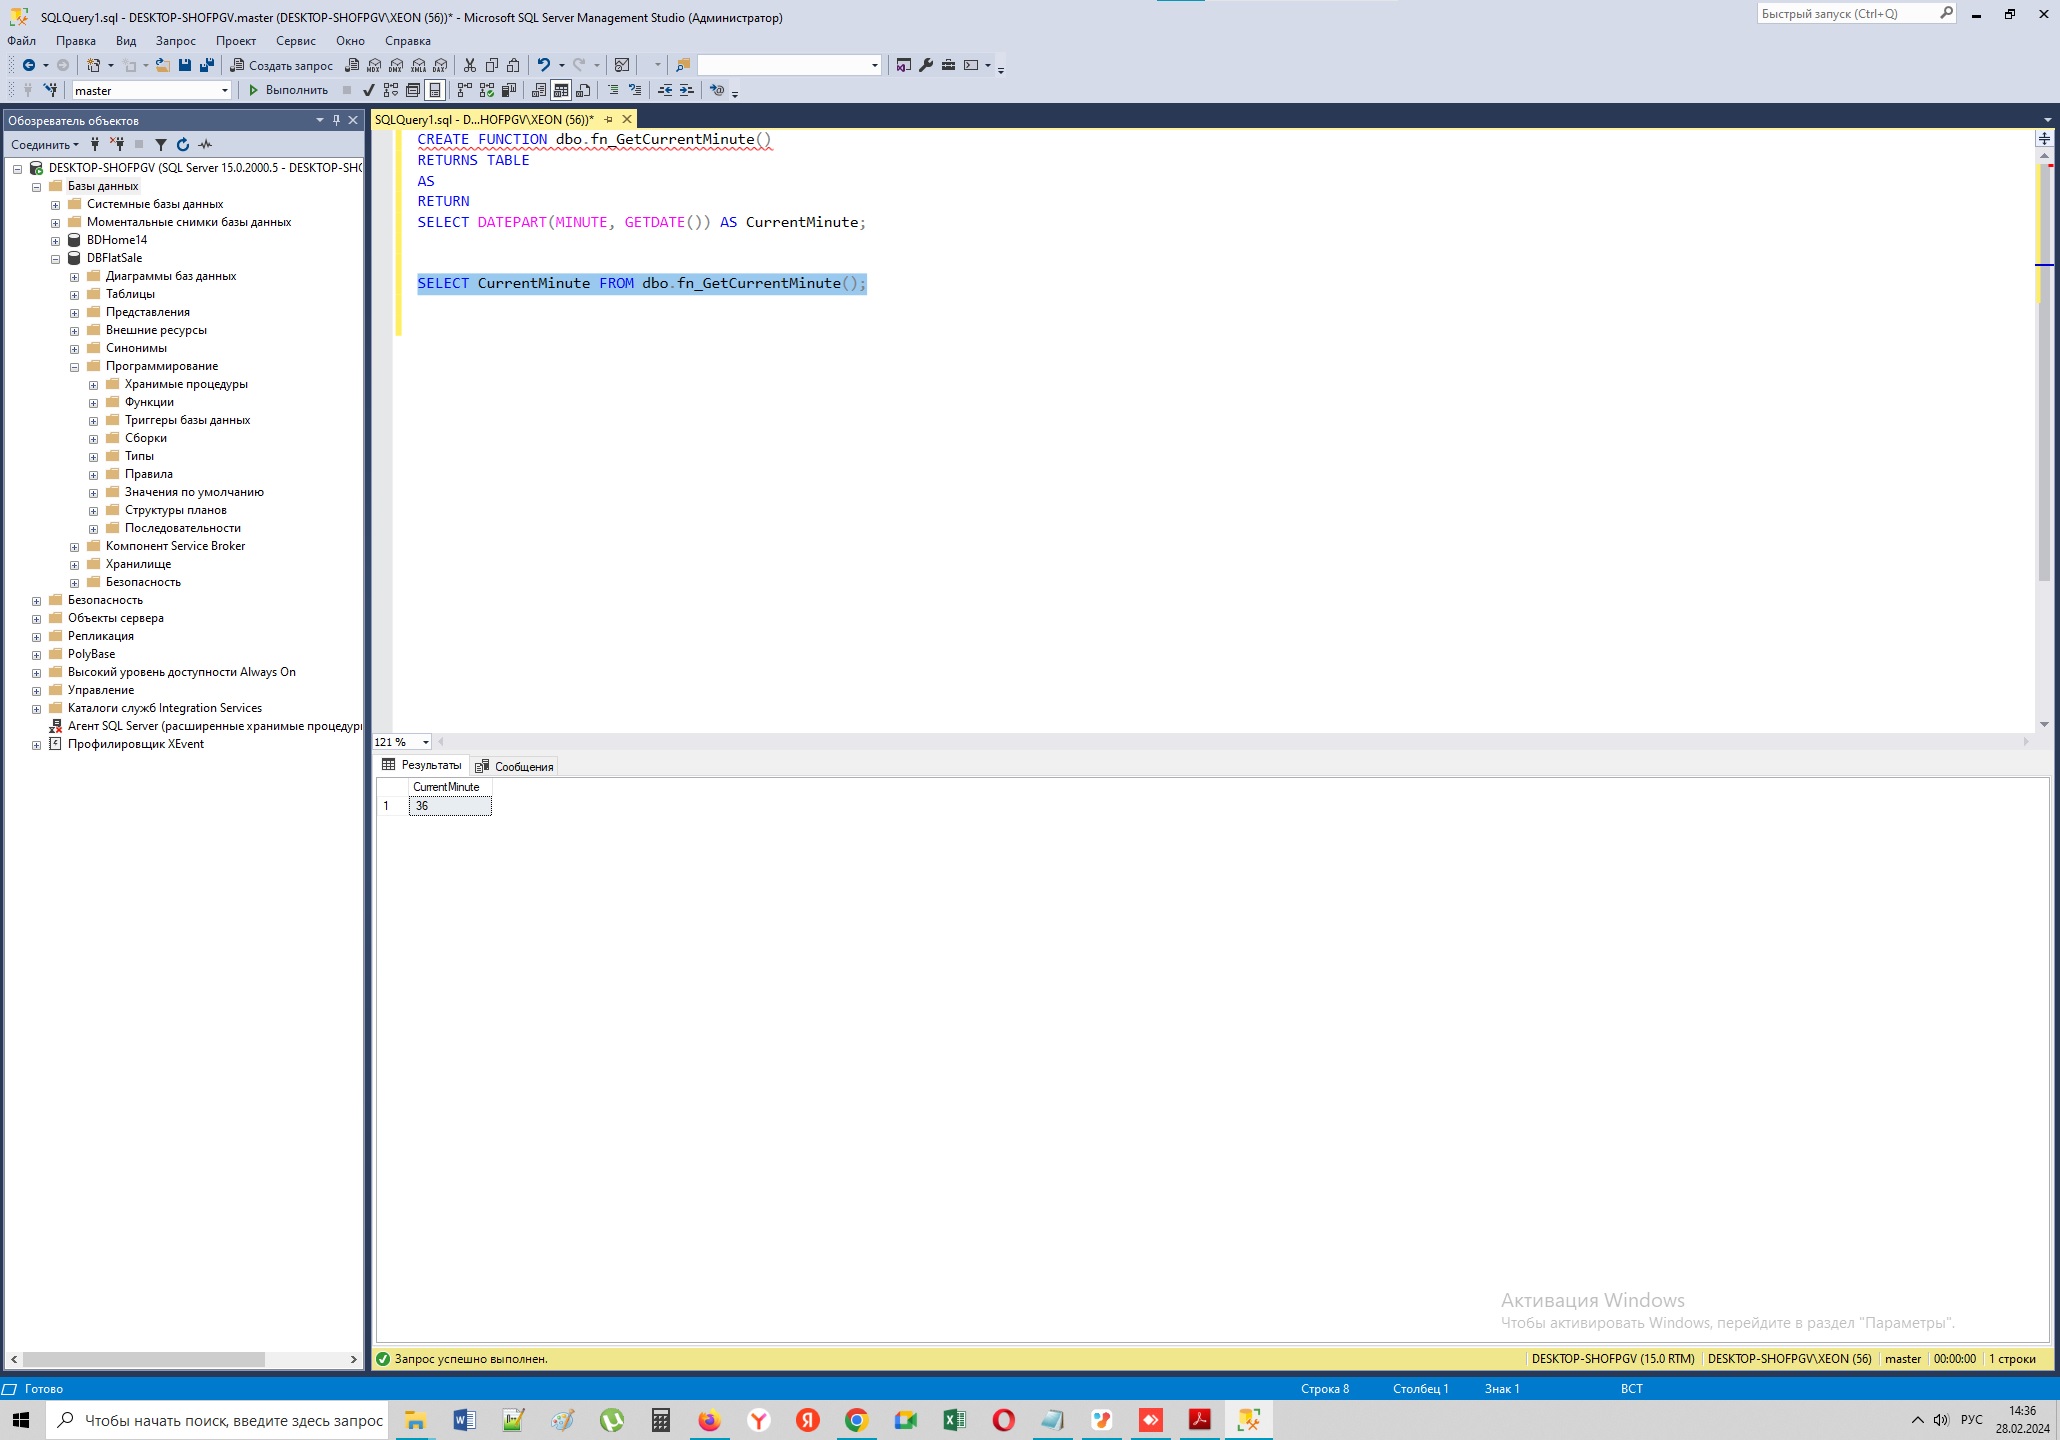 SQLQuery1.sql - DESKTOP-SHOFPGV.master (DESKTOP-SHOFPGV\XEON (56))* - Microsoft SQL Server Management Studio (Администратор)
Быстрый запуск (Ctrl+Q)
Файл Правка Вид Запрос Проект Сервис Окно Справка
Создать запрос MDX DMX XMLA DAX
master Выполнить
Обозреватель объектов
Соединить
DESKTOP-SHOFPGV (SQL Server 15.0.2000.5 - DESKTOP-SH
Базы данных
Системные базы данных
Моментальные снимки базы данных
BDHome14
DBFlatSale
Диаграммы баз данных
Таблицы
Представления
Внешние ресурсы
Синонимы
Программирование
Хранимые процедуры
Функции
Триггеры базы данных
Сборки
Типы
Правила
Значения по умолчанию
Структуры планов
Последовательности
Компонент Service Broker
Хранилище
Безопасность
Безопасность
Объекты сервера
Репликация
PolyBase
Высокий уровень доступности Always On
Управление
Каталоги служб Integration Services
Агент SQL Server (расширенные хранимые процедур
Профилировщик XEvent
SQLQuery1.sql - D...HOFPGV\XEON (56))*
CREATE FUNCTION dbo.fn_GetCurrentMinute()
RETURNS TABLE
AS
RETURN
SELECT DATEPART(MINUTE, GETDATE()) AS CurrentMinute;
SELECT CurrentMinute FROM dbo.fn_GetCurrentMinute();
121 %
Результаты Сообщения
CurrentMinute
1 36
Активация Windows
Чтобы активировать Windows, перейдите в раздел "Параметры".
Запрос успешно выполнен.
DESKTOP-SHOFPGV (15.0 RTM) DESKTOP-SHOFPGV\XEON (56) master 00:00:00 1 строки
Готово Строка 8 Столбец 1 Знак 1 ВСТ
Чтобы начать поиск, введите здесь запрос
РУС
14:36
28.02.2024